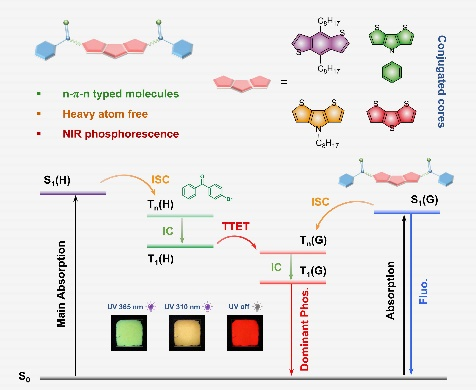 C₈H₁₇
S
S
C₈H₁₇
S
S
N
=
Conjugated cores
▪ n-π-n typed molecules
▪ Heavy atom free
▪ NIR phosphorescence
S
S
N
C₈H₁₇
S
S
S
S₁(H)
ISC
O
Br
Tₙ(H)
IC
T₁(H)
TTET
ISC
S₁(G)
Tₙ(G)
IC
T₁(G)
Main Absorption
UV 365 nm
UV 310 nm
UV off
Dominant Phos.
Absorption
Fluo.
S₀